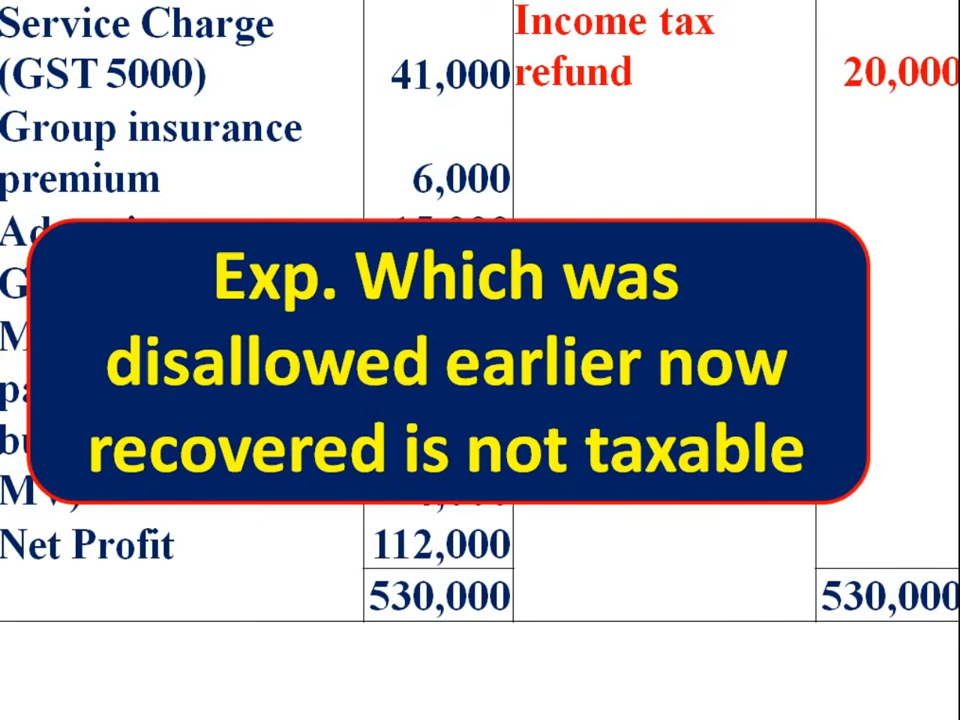 Service Charge
(GST 5000) 41,000
Group insurance
premium 6,000
Income tax
refund 20,000
Exp. Which was
disallowed earlier now
recovered is not taxable
Net Profit 112,000
530,000 530,000